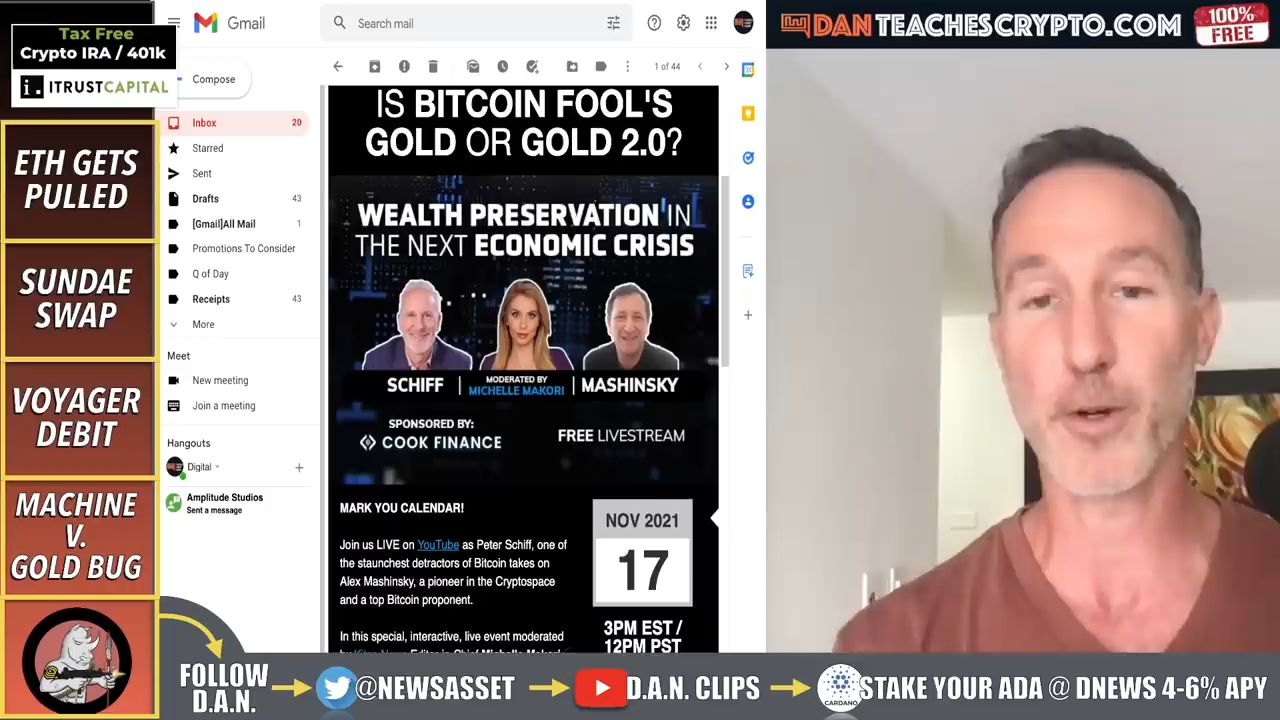 Tax Free
Crypto IRA / 401k
ITRUSTCAPITAL
ETH GETS
PULLED
SUNDAE
SWAP
VOYAGER
DEBIT
MACHINE
V.
GOLD BUG
Gmail
Search mail
Compose
1 of 44
Inbox 20
Starred
Sent
Drafts 43
[Gmail]All Mail 1
Promotions To Consider
Q of Day
Receipts 43
More
Meet
New meeting
Join a meeting
Hangouts
Digital
Amplitude Studios
Sent a message
IS BITCOIN FOOL'S
GOLD OR GOLD 2.0?
WEALTH PRESERVATION IN
THE NEXT ECONOMIC CRISIS
SCHIFF | MODERATED BY MICHELLE MAKORI | MASHINSKY
SPONSORED BY:
COOK FINANCE
FREE LIVESTREAM
MARK YOU CALENDAR!
Join us LIVE on YouTube as Peter Schiff, one of
the staunchest detractors of Bitcoin takes on
Alex Mashinsky, a pioneer in the Cryptospace
and a top Bitcoin proponent.
In this special, interactive, live event moderated
NOV 2021
17
3PM EST /
12PM PST
DANTEACHESCRYPTO.COM
100%
FREE
FOLLOW
D.A.N.
@NEWSASSET
D.A.N. CLIPS
CARDANO
STAKE YOUR ADA @ DNEWS 4-6% APY